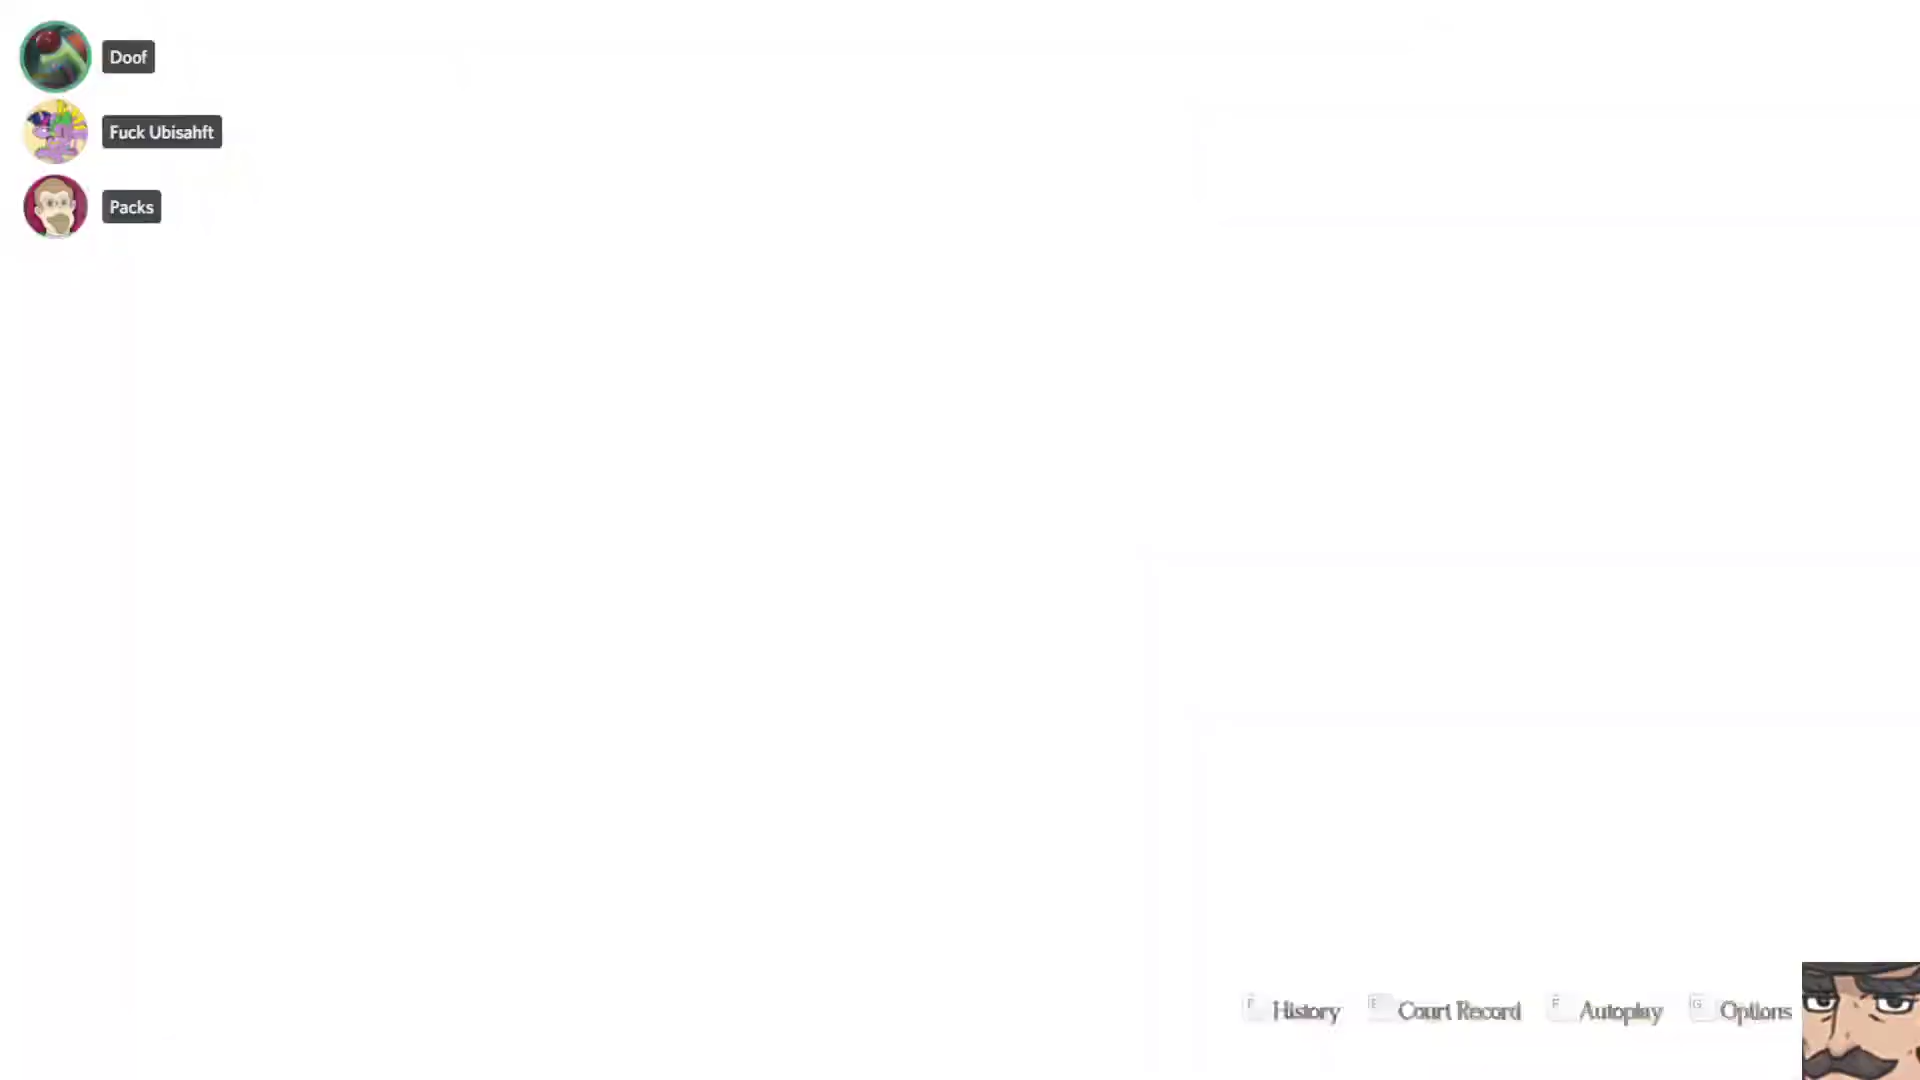 Doof
Fuck Ubisahft
Packs
History
E Court Record
Autoplay
G Options